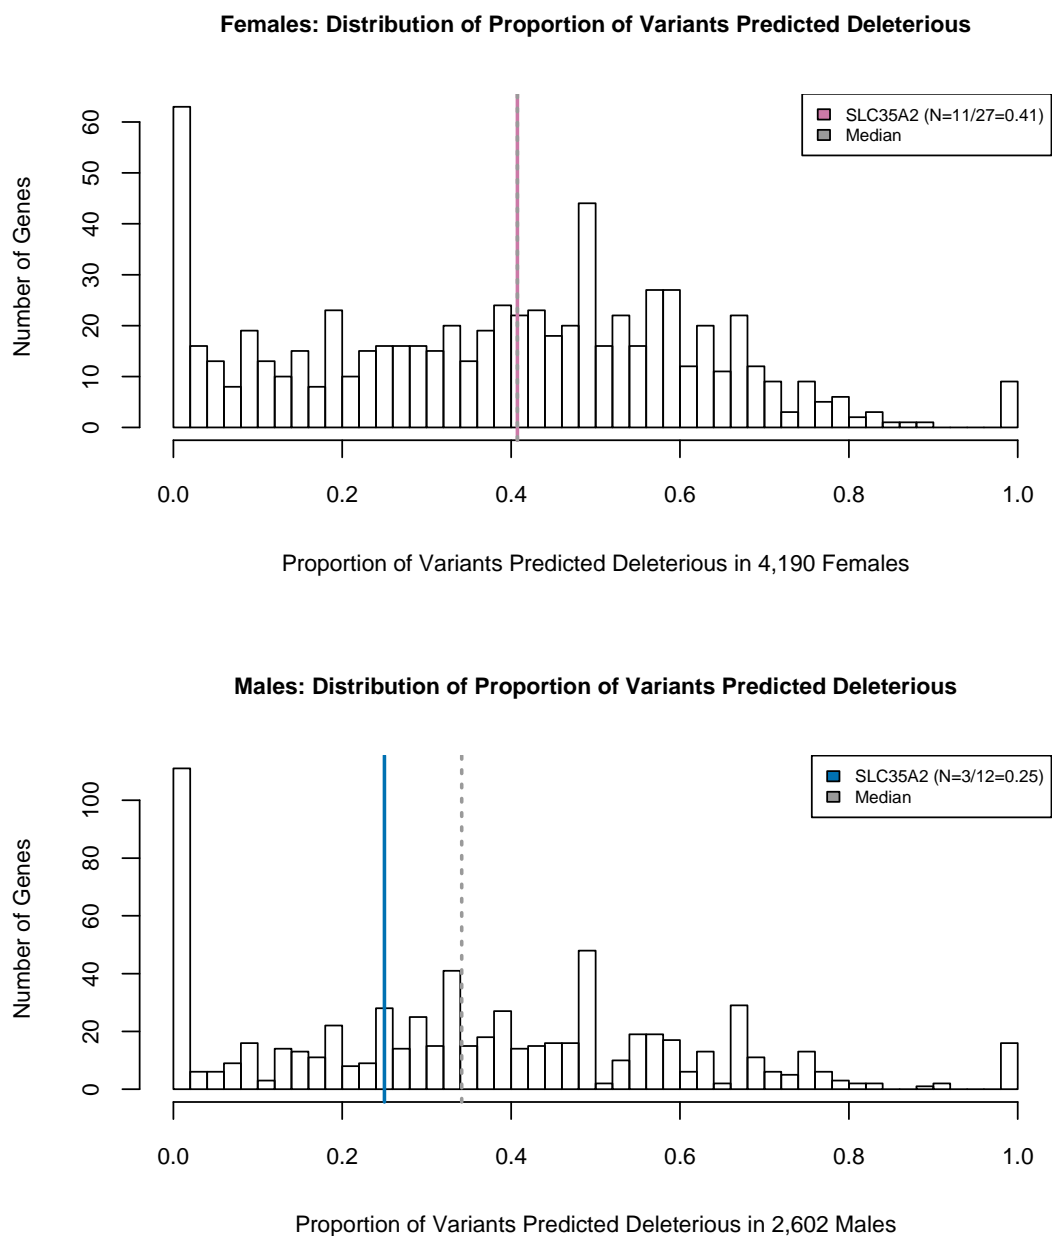 Females: Distribution of Proportion of Variants Predicted Deleterious
SLC35A2 (N=11/27=0.41)
Median
Number of Genes
60
50
40
30
20
10
0
0.0 0.2 0.4 0.6 0.8 1.0
Proportion of Variants Predicted Deleterious in 4,190 Females
Males: Distribution of Proportion of Variants Predicted Deleterious
SLC35A2 (N=3/12=0.25)
Median
Number of Genes
100
80
60
40
20
0
0.0 0.2 0.4 0.6 0.8 1.0
Proportion of Variants Predicted Deleterious in 2,602 Males